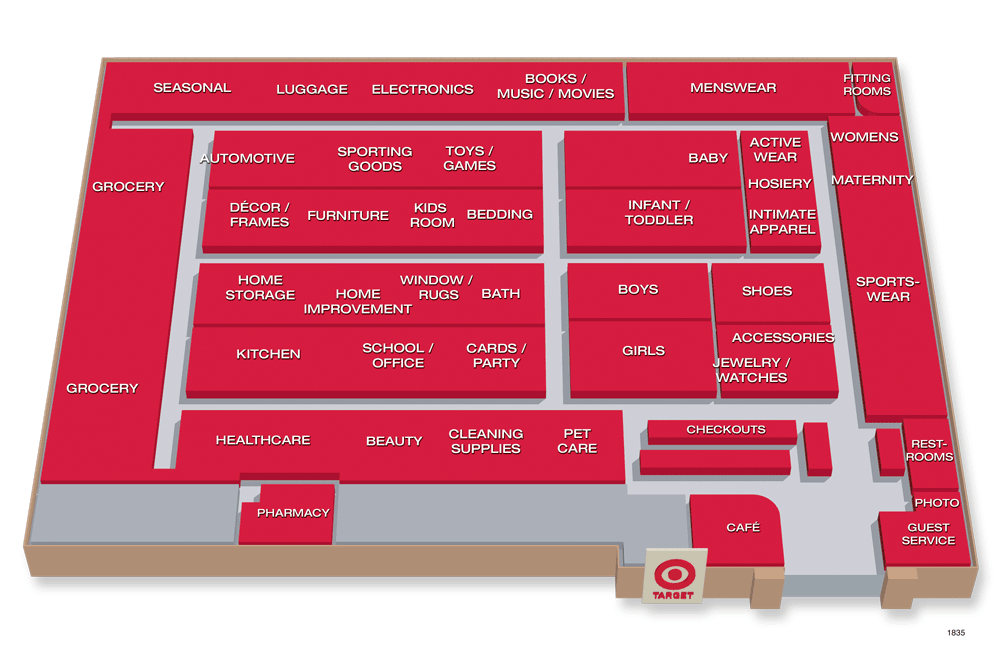 SEASONAL
LUGGAGE
ELECTRONICS
BOOKS /
MUSIC / MOVIES
MENSWEAR
FITTING
ROOMS
GROCERY
AUTOMOTIVE
SPORTING
GOODS
TOYS /
GAMES
BABY
ACTIVE
WEAR
HOSIERY
INTIMATE
APPAREL
WOMENS
MATERNITY
DÉCOR /
FRAMES
FURNITURE
KIDS
ROOM
BEDDING
INFANT /
TODDLER
HOME
STORAGE
HOME
IMPROVEMENT
WINDOW /
RUGS
BATH
BOYS
SHOES
SPORTS-
WEAR
GROCERY
KITCHEN
SCHOOL /
OFFICE
CARDS /
PARTY
GIRLS
ACCESSORIES
JEWELRY /
WATCHES
HEALTHCARE
BEAUTY
CLEANING
SUPPLIES
PET
CARE
CHECKOUTS
REST-
ROOMS
PHARMACY
CAFÉ
PHOTO
GUEST
SERVICE
TARGET
1835